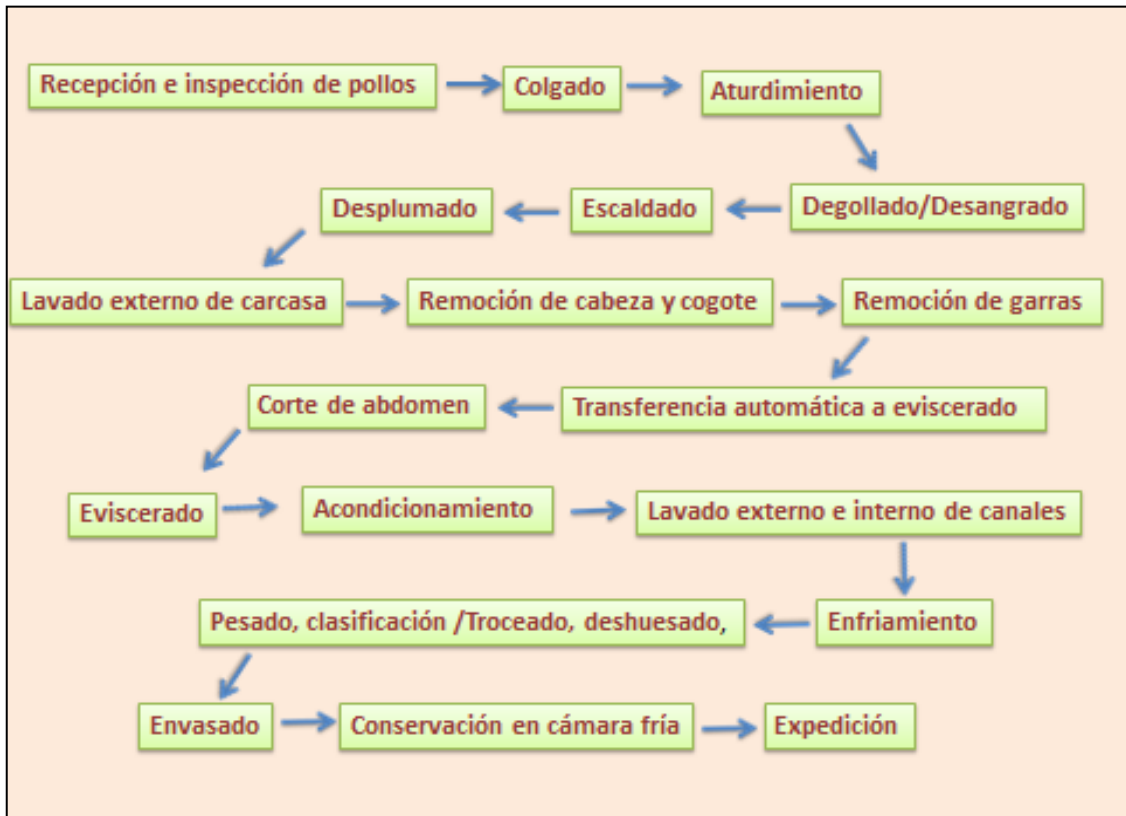 Recepción e inspección de pollos
Colgado
Aturdimiento
Degollado/Desangrado
Escaldado
Desplumado
Lavado externo de carcasa
Remoción de cabeza y cogote
Remoción de garras
Transferencia automática a eviscerado
Corte de abdomen
Eviscerado
Acondicionamiento
Lavado externo e interno de canales
Enfriamiento
Pesado, clasificación /Troceado, deshuesado,
Envasado
Conservación en cámara fría
Expedición